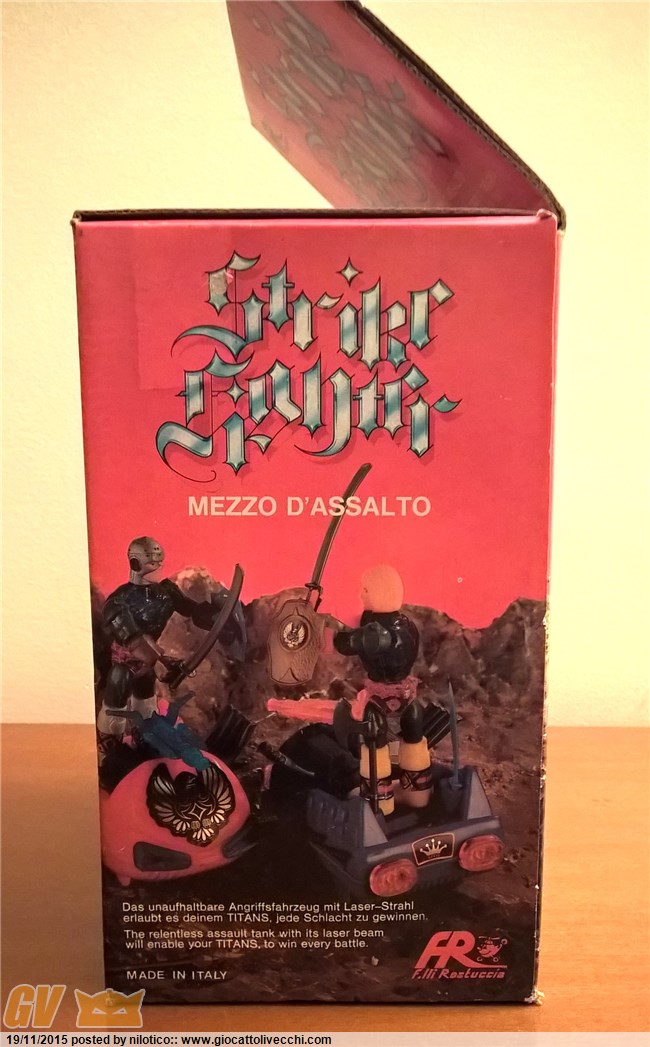 Strike
Fighter
MEZZO D'ASSALTO
Das unaufhaltbare Angriffsfahrzeug mit Laser-Strahl
erlaubt es deinem TITANS, jede Schlacht zu gewinnen.
The relentless assault tank with its laser beam
will enable your TITANS, to win every battle.
MADE IN ITALY
FR
F.lli Restuccia
GV
19/11/2015 posted by nilotico:: www.giocattolivecchi.com